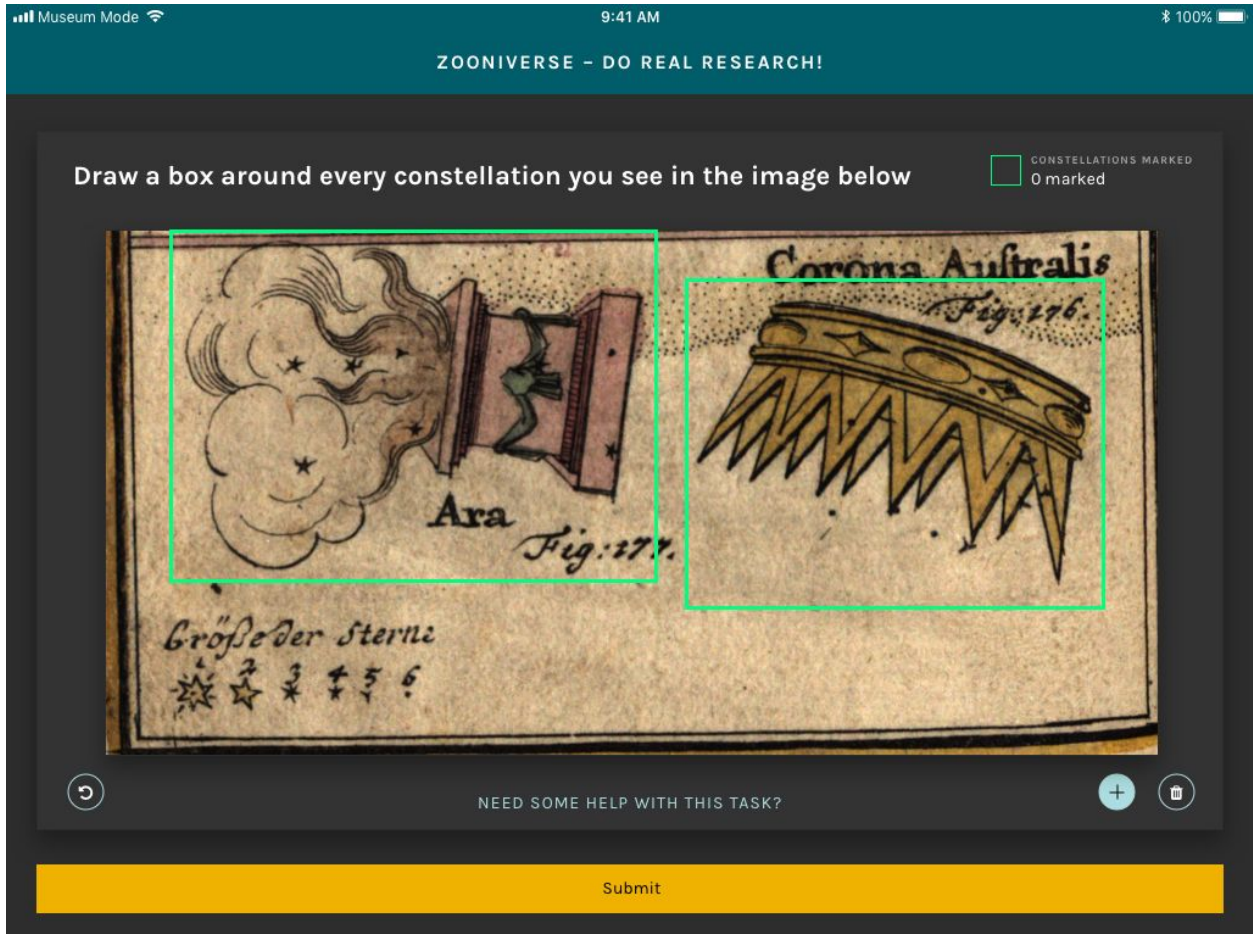 Museum Mode 9:41 AM 100%
ZOONIVERSE – DO REAL RESEARCH!
Draw a box around every constellation you see in the image below
CONSTELLATIONS MARKED
0 marked
Corona Auſtralis
Fig: 276.
Ara
Fig: 277.
Größe der Sterne
1 2 3 4 5 6
NEED SOME HELP WITH THIS TASK?
Submit